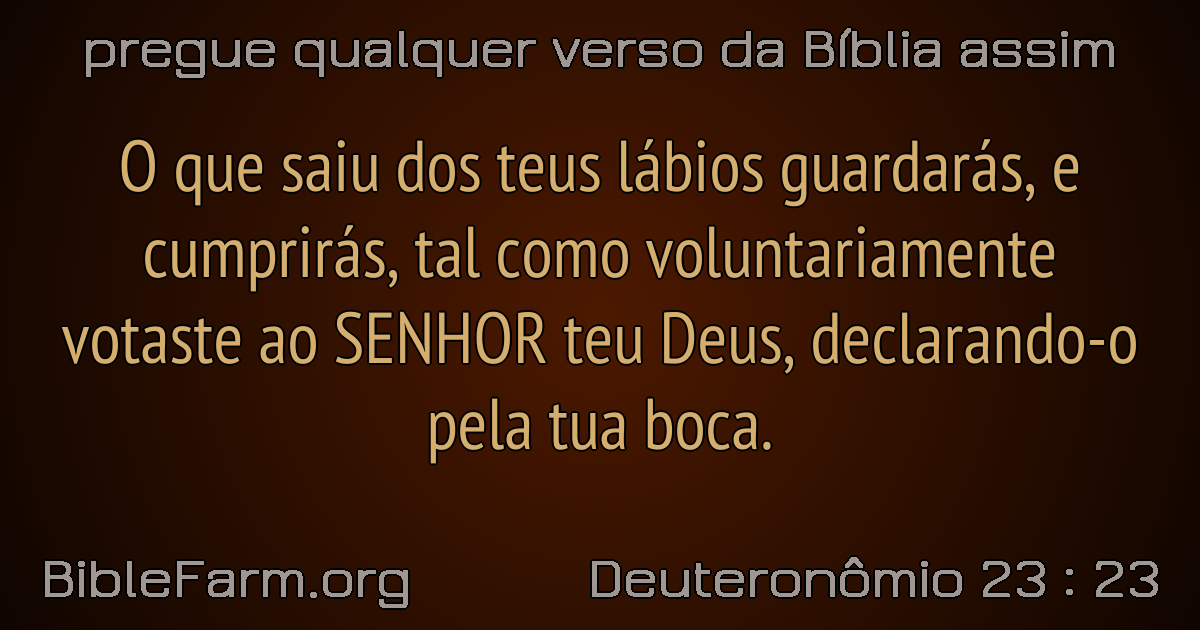 pregue qualquer verso da Bíblia assim
O que saiu dos teus lábios guardarás, e
cumprirás, tal como voluntariamente
votaste ao SENHOR teu Deus, declarando-o
pela tua boca.
BibleFarm.org
Deuteronômio 23 : 23